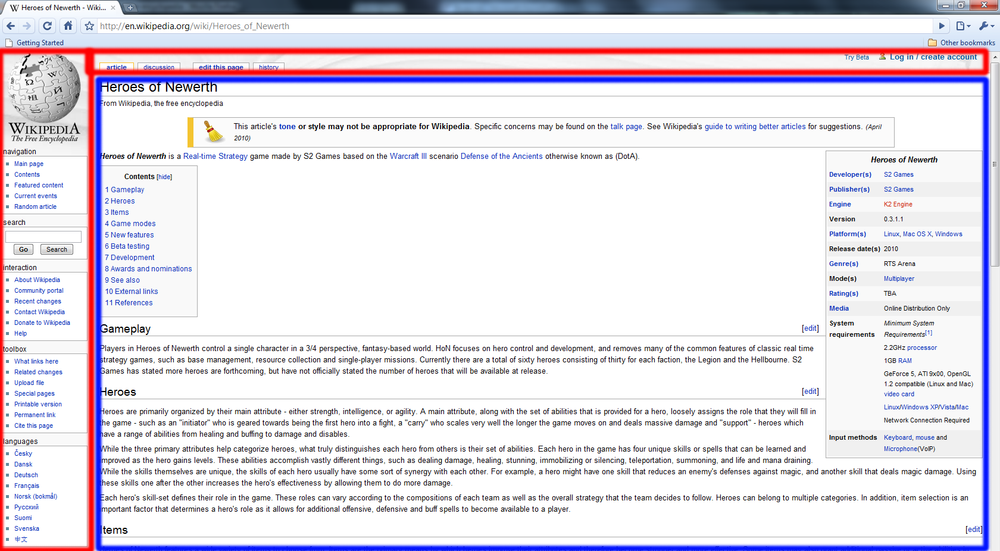 Heroes of Newerth - Wiki...
http://en.wikipedia.org/wiki/Heroes_of_Newerth
Getting Started
Other bookmarks
Try Beta
Log in / create account
article
discussion
edit this page
history
WIKIPEDIA
The Free Encyclopedia
navigation
Main page
Contents
Featured content
Current events
Random article
search
Go
Search
interaction
About Wikipedia
Community portal
Recent changes
Contact Wikipedia
Donate to Wikipedia
Help
toolbox
What links here
Related changes
Upload file
Special pages
Printable version
Permanent link
Cite this page
languages
Česky
Dansk
Deutsch
Français
Norsk (bokmål)
Русский
Suomi
Svenska
中文
Heroes of Newerth
From Wikipedia, the free encyclopedia
This article's tone or style may not be appropriate for Wikipedia. Specific concerns may be found on the talk page. See Wikipedia's guide to writing better articles for suggestions. (April
2010)
Heroes of Newerth is a Real-time Strategy game made by S2 Games based on the Warcraft III scenario Defense of the Ancients otherwise known as (DotA).
Contents [hide]
1 Gameplay
2 Heroes
3 Items
4 Game modes
5 New features
6 Beta testing
7 Development
8 Awards and nominations
9 See also
10 External links
11 References
Heroes of Newerth
Developer(s) S2 Games
Publisher(s) S2 Games
Engine K2 Engine
Version 0.3.1.1
Platform(s) Linux, Mac OS X, Windows
Release date(s) 2010
Genre(s) RTS Arena
Mode(s) Multiplayer
Rating(s) TBA
Media Online Distribution Only
System requirements
Minimum System
Requirements[1]
2.2GHz processor
1GB RAM
GeForce 5, ATI 9x00, OpenGL
1.2 compatible (Linux and Mac)
video card
Linux/Windows XP/Vista/Mac
Network Connection Required
Input methods Keyboard, mouse and
Microphone(VoIP)
Gameplay [edit]
Players in Heroes of Newerth control a single character in a 3/4 perspective, fantasy-based world. HoN focuses on hero control and development, and removes many of the common features of classic real time
strategy games, such as base management, resource collection and single-player missions. Currently there are a total of sixty heroes consisting of thirty for each faction, the Legion and the Hellbourne. S2
Games has stated more heroes are forthcoming, but have not officially stated the number of heroes that will be available at release.
Heroes [edit]
Heroes are primarily organized by their main attribute - either strength, intelligence, or agility. A main attribute, along with the set of abilities that is provided for a hero, loosely assigns the role that they will fill in
the game - such as an "initiator" who is geared towards being the first hero into a fight, a "carry" who scales very well the longer the game moves on and deals massive damage and "support" - heroes which
have a range of abilities from healing and buffing to damage and disables.
While the three primary attributes help categorize heroes, what truly distinguishes each hero from others is their set of abilities. Each hero in the game has four unique skills or spells that can be learned and
improved as the hero gains levels. These abilities accomplish vastly different things, such as dealing damage, healing, stunning, immobilizing or silencing, teleportation, summoning, and life and mana draining.
While the skills themselves are unique, the skills of each hero usually have some sort of synergy with each other. For example, a hero might have one skill that reduces an enemy's defenses against magic, and another skill that deals magic damage. Using
these skills one after the other increases the hero's effectiveness by allowing them to do more damage.
Each hero's skill-set defines their role in the game. These roles can vary according to the compositions of each team as well as the overall strategy that the team decides to follow. Heroes can belong to multiple categories. In addition, item selection is an
important factor that determines a hero's role as it allows for additional offensive, defensive and buff spells to become available to a player.
Items [edit]